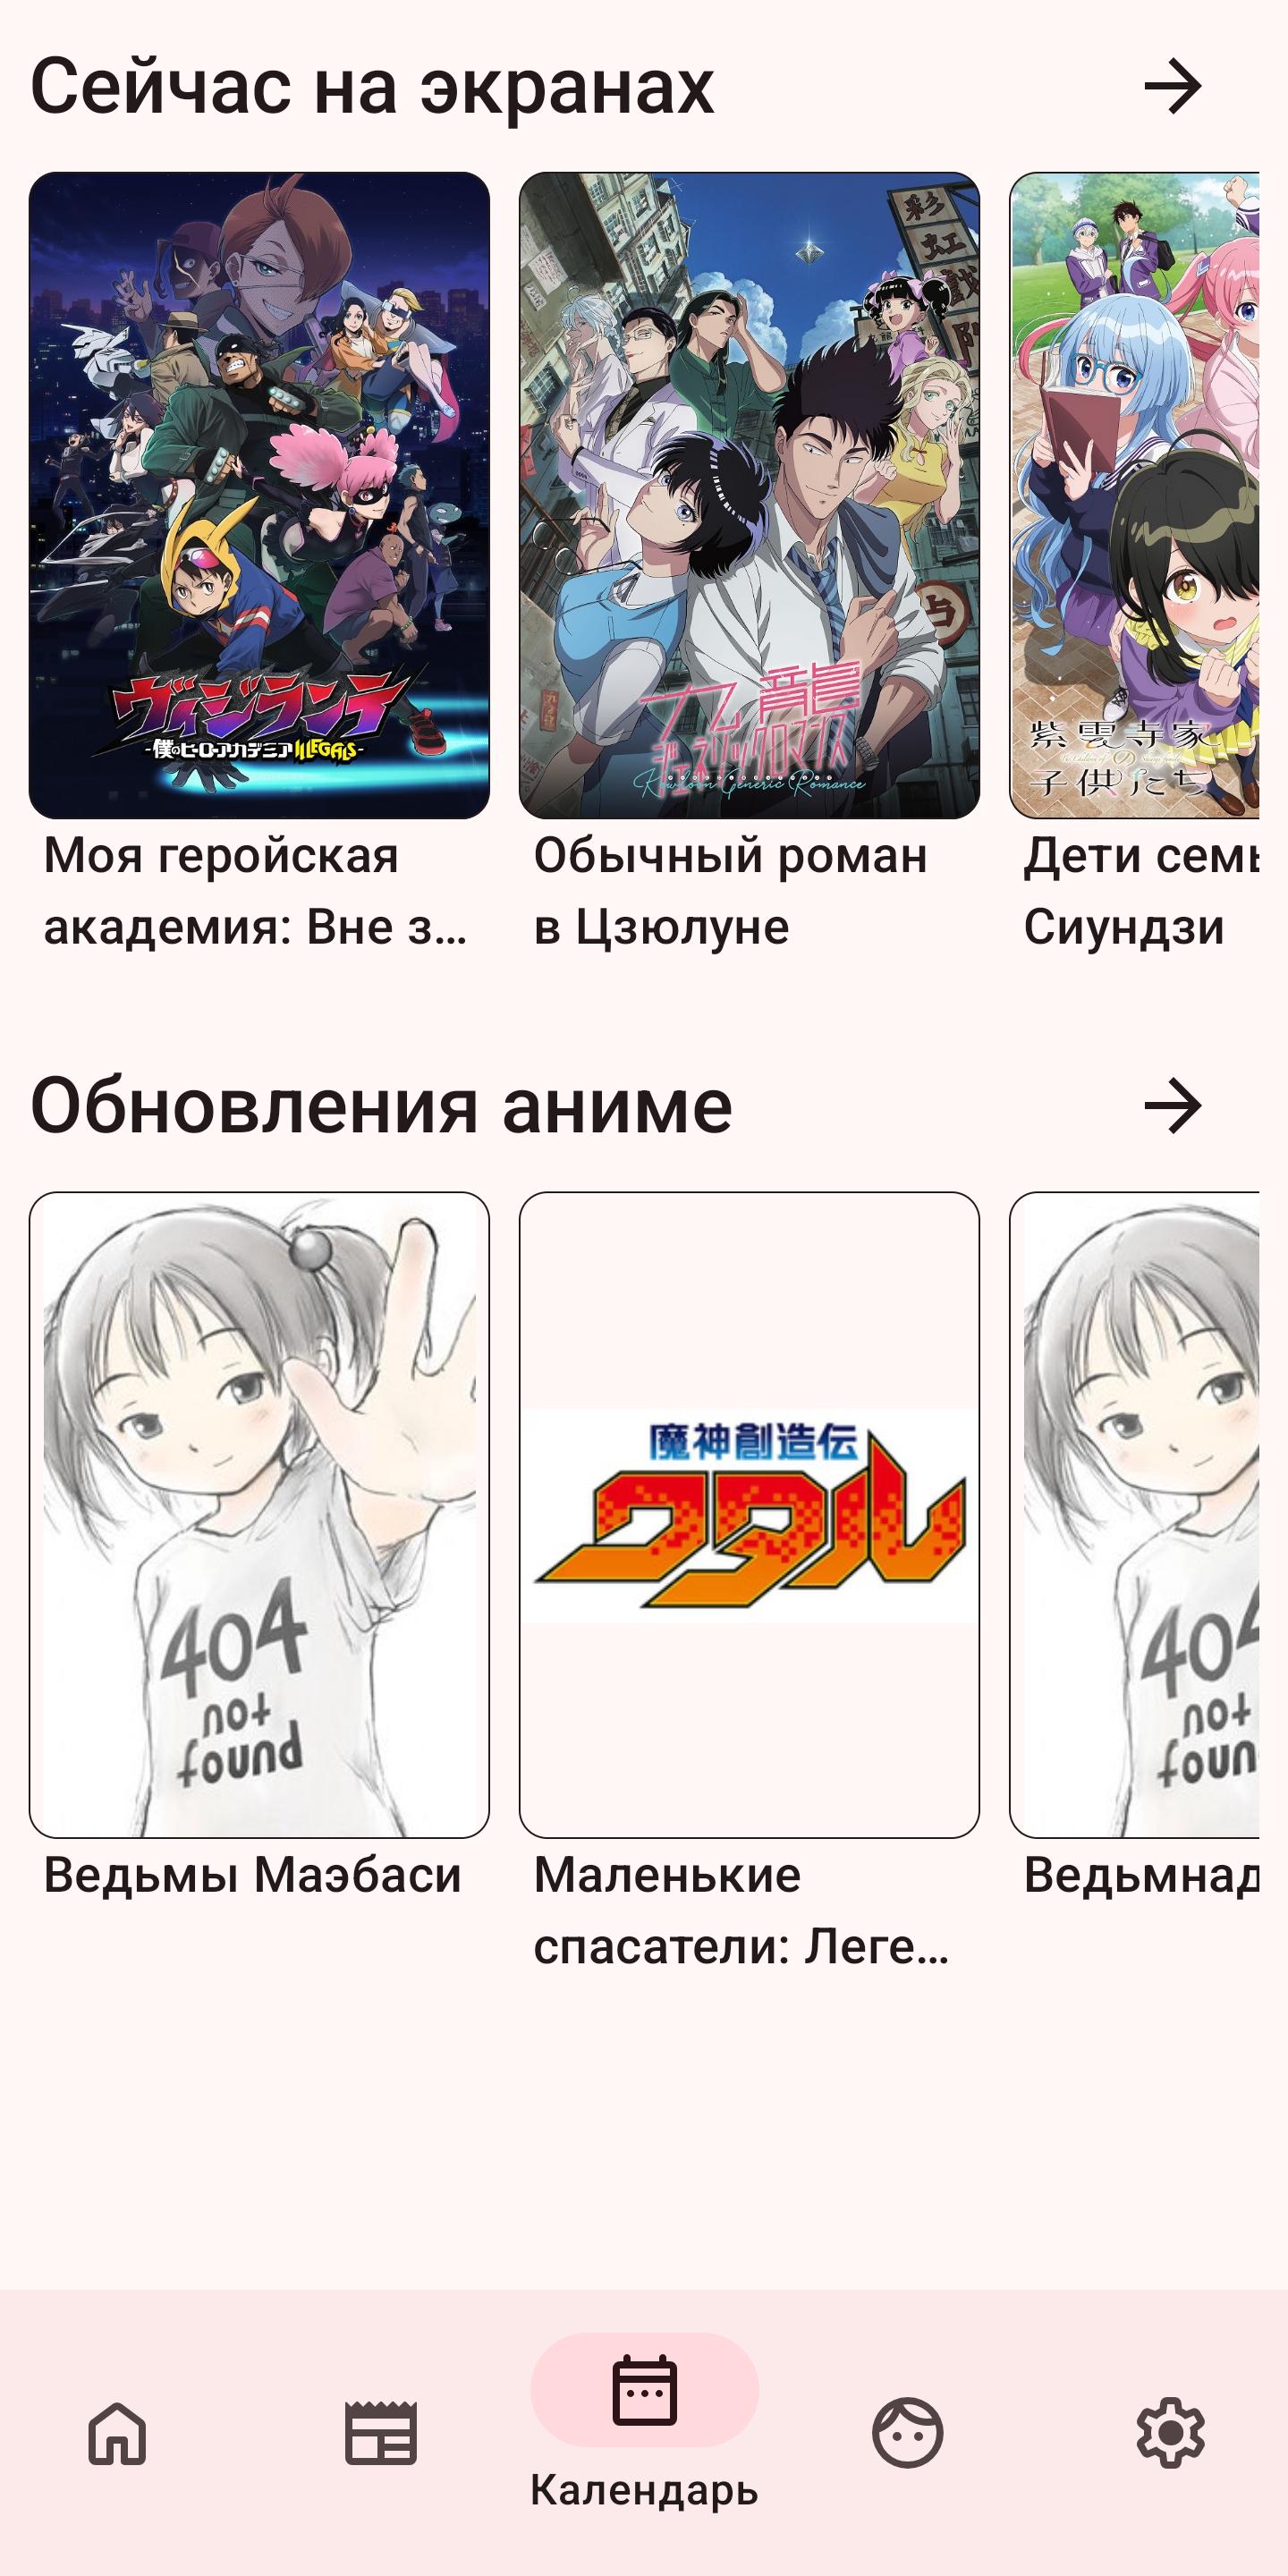 Сейчас на экранах
彩
虹
戯
占
ヴィジランテ
-僕のヒーローアカデミア ILLEGALS-
九龍
ジェネリックロマンス
Kowloon Generic Romance
紫雲寺家
の
子供たち
Моя геройская
академия: Вне з...
Обычный роман
в Цзюлуне
Дети семь
Сиундзи
Обновления аниме
404
not
found
魔神創造伝
ワタル
404
not
foun
Ведьмы Маэбаси
Маленькие
спасатели: Леге...
Ведьмнад
Календарь